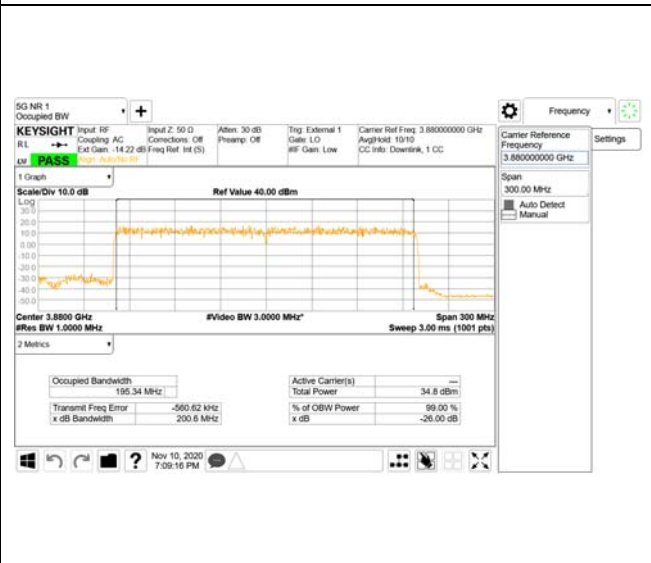 5G NR 1
Occupied BW
Frequency
KEYSIGHT
Input: RF
Coupling: AC
Ext Gain: -14.22 dB
Align: Auto/No RF
Input Z: 50 Ω
Corrections: Off
Freq Ref: Int (S)
Atten: 30 dB
Preamp: Off
Trig: External 1
Gate: LO
#IF Gain: Low
Carrier Ref Freq: 3.880000000 GHz
Avg|Hold: 10/10
CC Info: Downlink, 1 CC
R L
PASS
Carrier Reference
Frequency
3.880000000 GHz
Settings
Span
300.00 MHz
Auto Detect
Manual
1 Graph
Scale/Div 10.0 dB
Ref Value 40.00 dBm
Log
30.0
20.0
10.0
0.00
-10.0
-20.0
-30.0
-40.0
-50.0
Center 3.8800 GHz
#Video BW 3.0000 MHz*
Span 300 MHz
#Res BW 1.0000 MHz
Sweep 3.00 ms (1001 pts)
2 Metrics
Occupied Bandwidth
195.34 MHz
Active Carrier(s)
---
Total Power
34.8 dBm
Transmit Freq Error
-560.62 kHz
% of OBW Power
99.00 %
x dB Bandwidth
200.6 MHz
x dB
-26.00 dB
Nov 10, 2020
7:09:16 PM